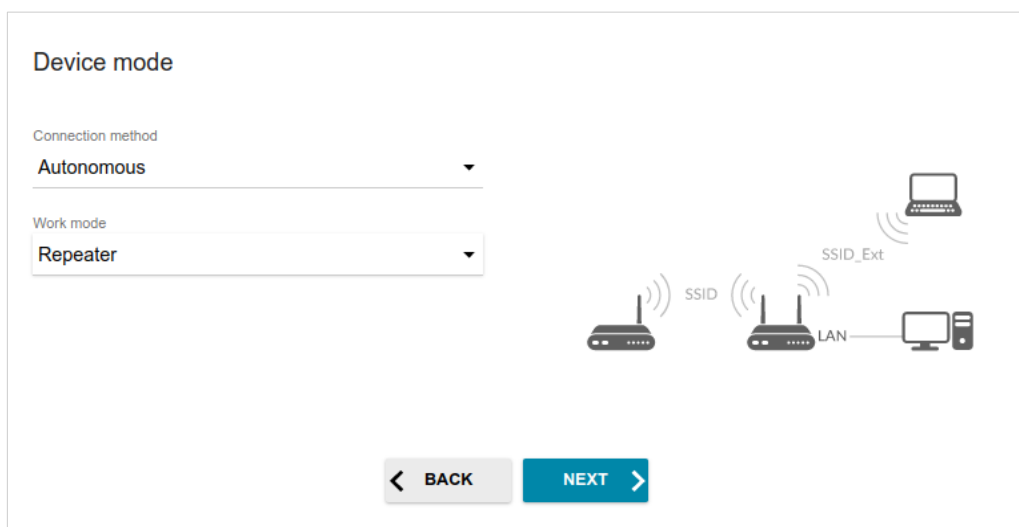 Device mode
Connection method
Autonomous
Work mode
Repeater
SSID_Ext
SSID
LAN
BACK
NEXT